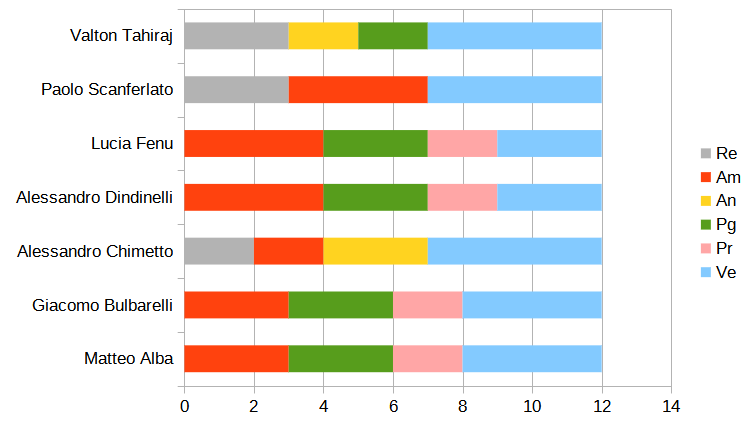 Valton Tahiraj
Paolo Scanferlato
Lucia Fenu
Alessandro Dindinelli
Alessandro Chimetto
Giacomo Bulbarelli
Matteo Alba
0 2 4 6 8 10 12 14
Re
Am
An
Pg
Pr
Ve